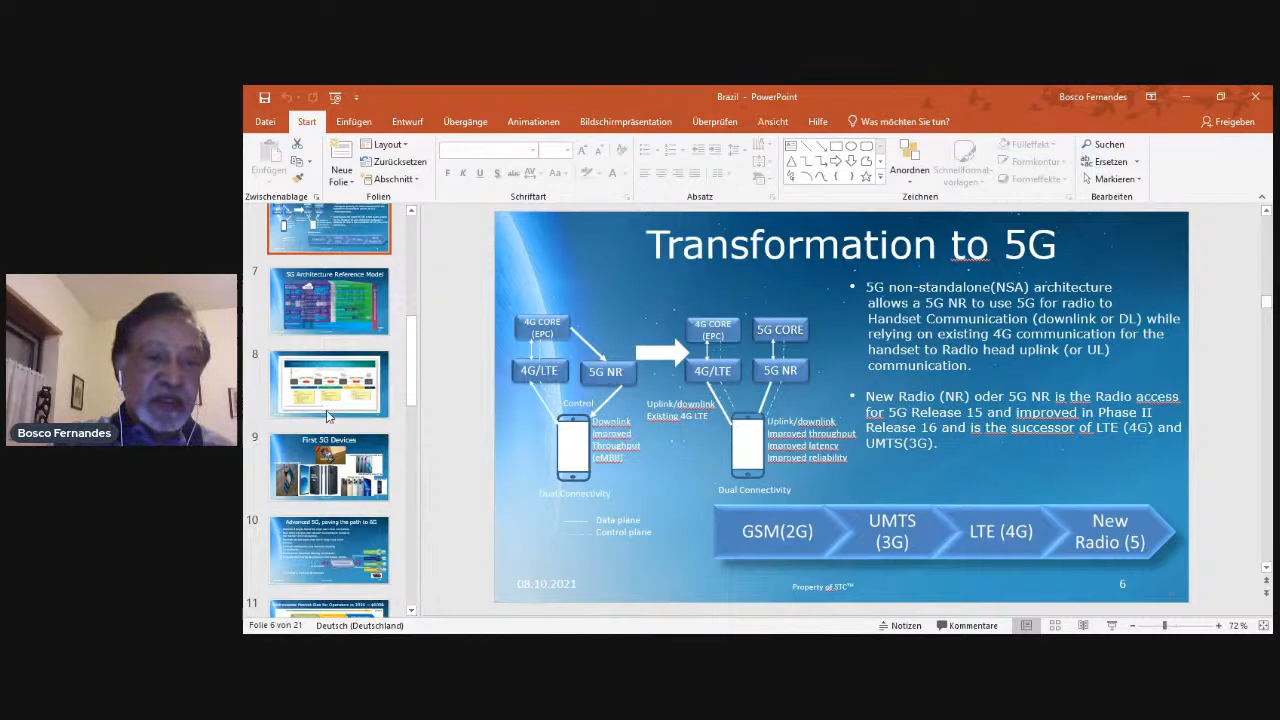 Brazil - PowerPoint
Bosco Fernandes
Datei
Start
Einfügen
Entwurf
Übergänge
Animationen
Bildschirmpräsentation
Überprüfen
Ansicht
Hilfe
Was möchten Sie tun?
Freigeben
Einfügen
Zwischenablage
Neue
Folie
Layout
Zurücksetzen
Abschnitt
Folien
F K U S abc AV Aa A
Schriftart
Absatz
Anordnen
Schnellformat-
vorlagen
Fülleffekt
Formkontur
Formeffekte
Zeichnen
Suchen
Ersetzen
Markieren
Bearbeiten
7
5G Architecture Reference Model
8
9
First 5G Devices
10
Advanced 5G, paving the path to 6G
11
Transformation to 5G
4G CORE
(EPC)
4G/LTE
5G NR
Control
Downlink
Improved
Throughput
Dual Connectivity
Data plane
Control plane
4G CORE
(EPC)
5G CORE
4G/LTE
5G NR
Uplink/downlink
Existing 4G LTE
Uplink/downlink
Improved throughput
Improved latency
Improved reliability
Dual Connectivity
• 5G non-standalone(NSA) architecture
allows a 5G NR to use 5G for radio to
Handset Communication (downlink or DL) while
relying on existing 4G communication for the
handset to Radio head uplink (or UL)
communication.
• New Radio (NR) oder 5G NR is the Radio access
for 5G Release 15 and improved in Phase II
Release 16 and is the successor of LTE (4G) and
UMTS(3G).
GSM(2G)
UMTS
(3G)
LTE (4G)
New
Radio (5)
08.10.2021
Property of STC™
6
Bosco Fernandes
Folie 6 von 21
Deutsch (Deutschland)
Notizen
Kommentare
72 %